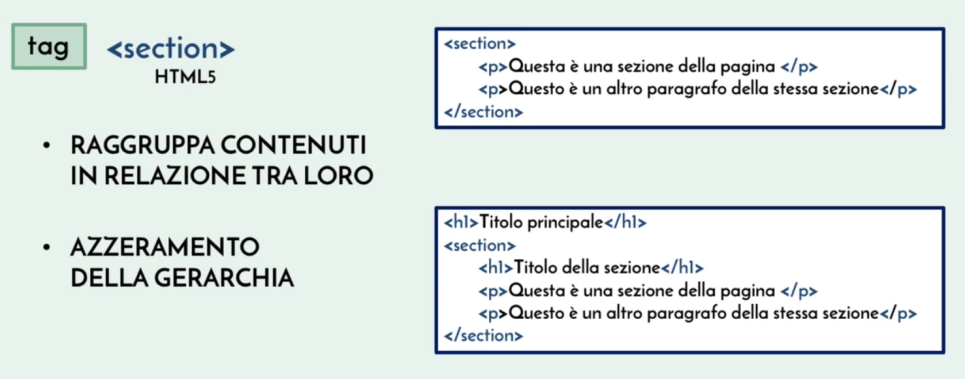 tag <section>
HTML5
• RAGGRUPPA CONTENUTI
IN RELAZIONE TRA LORO
• AZZERAMENTO
DELLA GERARCHIA
<section>
<p>Questa è una sezione della pagina </p>
<p>Questo è un altro paragrafo della stessa sezione</p>
</section>
<h1>Titolo principale</h1>
<section>
<h1>Titolo della sezione</h1>
<p>Questa è una sezione della pagina </p>
<p>Questo è un altro paragrafo della stessa sezione</p>
</section>